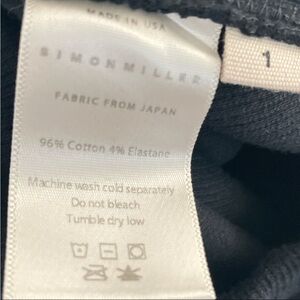 MADE IN USA
SIMONMILLER
FABRIC FROM JAPAN
96% Cotton 4% Elastane
Machine wash cold separately
Do not bleach
Tumble dry low
1